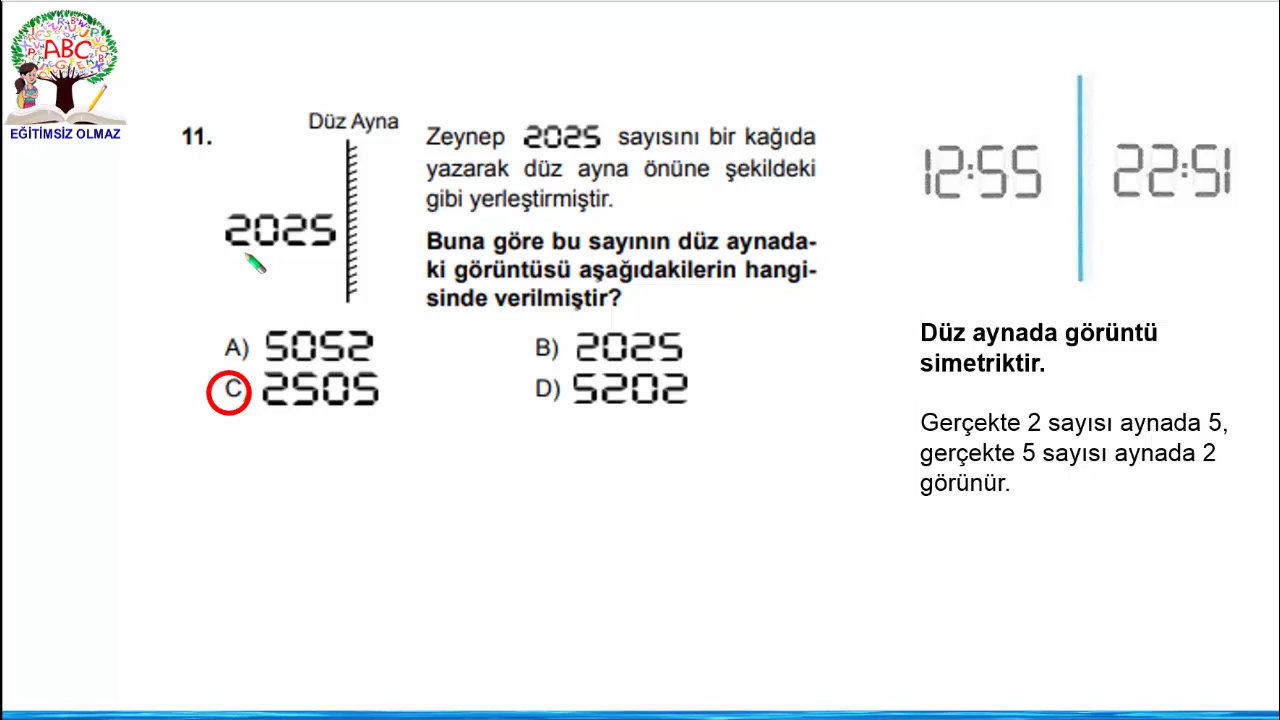 ABC
EĞİTİMSİZ OLMAZ
11.
Düz Ayna
2025
Zeynep 2025 sayısını bir kağıda
yazarak düz ayna önüne şekildeki
gibi yerleştirmiştir.
Buna göre bu sayının düz aynada-
ki görüntüsü aşağıdakilerin hangi-
sinde verilmiştir?
A) 5052
B) 2025
C) 2505
D) 5202
12:55
22:51
Düz aynada görüntü
simetriktir.
Gerçekte 2 sayısı aynada 5,
gerçekte 5 sayısı aynada 2
görünür.